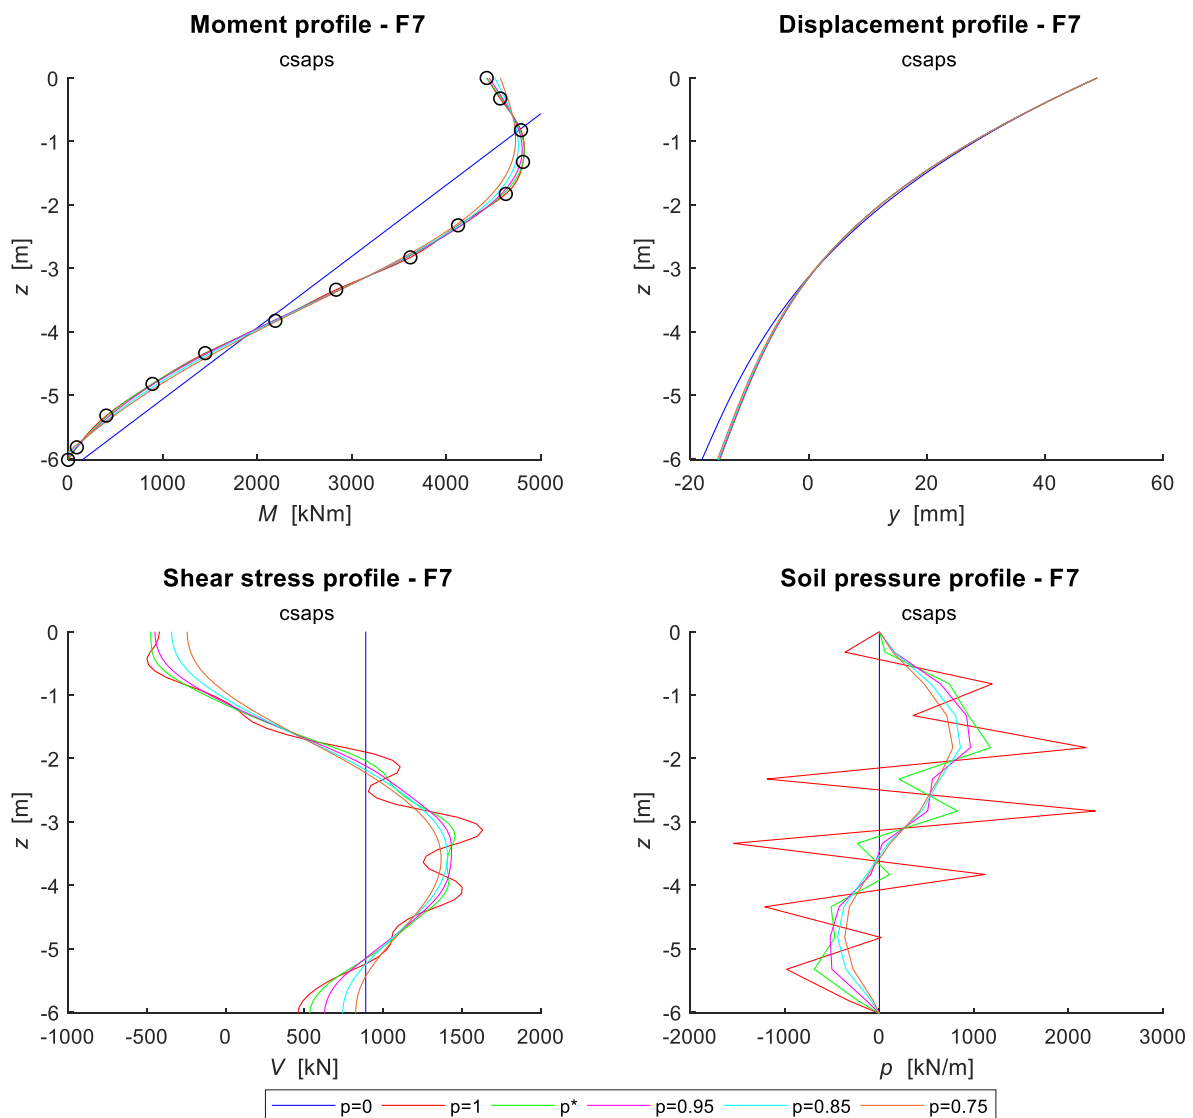 Moment profile - F7
csaps
0
-1
-2
-3
-4
-5
-6
z [m]
0 1000 2000 3000 4000 5000
M [kNm]
Displacement profile - F7
csaps
0
-1
-2
-3
-4
-5
-6
z [m]
-20 0 20 40 60
y [mm]
Shear stress profile - F7
csaps
0
-1
-2
-3
-4
-5
-6
z [m]
-1000 -500 0 500 1000 1500 2000
V [kN]
Soil pressure profile - F7
csaps
0
-1
-2
-3
-4
-5
-6
z [m]
-2000 -1000 0 1000 2000 3000
p [kN/m]
p=0 p=1 p* p=0.95 p=0.85 p=0.75